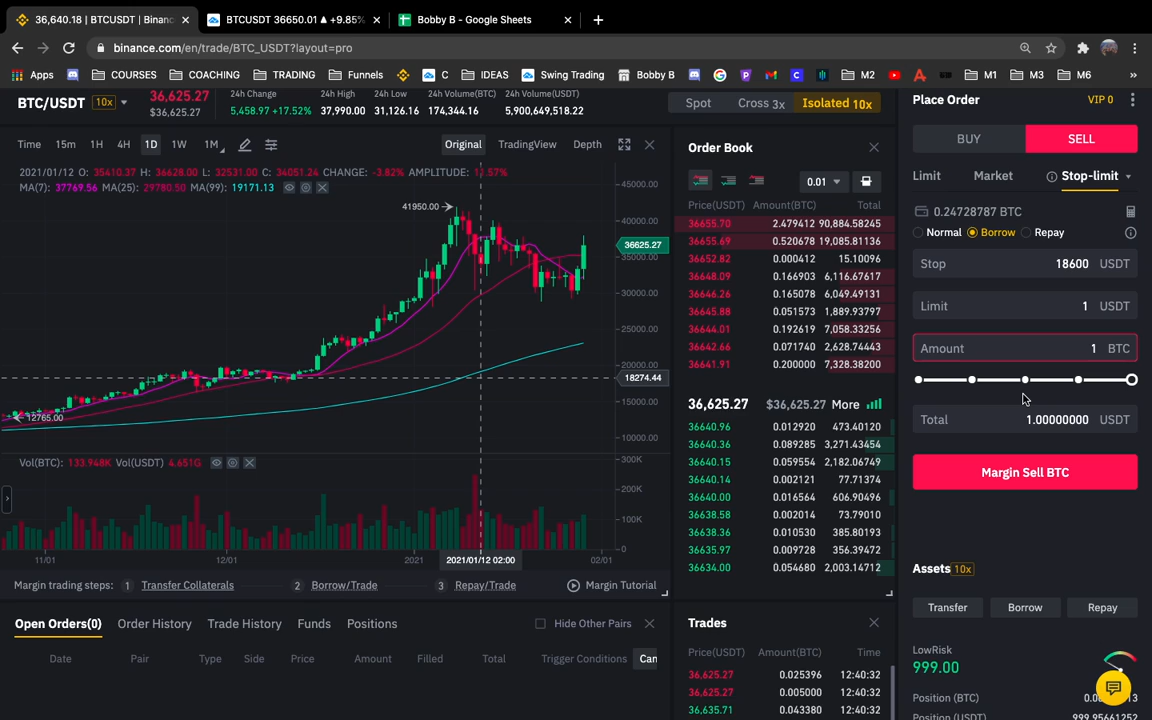 36,640.18 | BTCUSDT | Binanc
BTCUSDT 36650.01 ▲ +9.85%
Bobby B - Google Sheets
binance.com/en/trade/BTC_USDT?layout=pro
Apps COURSES COACHING TRADING Funnels C IDEAS Swing Trading Bobby B M2 M1 M3 M6 »
BTC/USDT 10x
36,625.27
$36,625.27
24h Change
5,458.97 +17.52%
24h High
37,990.00
24h Low
31,126.16
24h Volume(BTC)
174,344.16
24h Volume(USDT)
5,900,649,518.22
Spot Cross 3x Isolated 10x
Time 15m 1H 4H 1D 1W 1M
Original TradingView Depth
2021/01/12 O: 35410.37 H: 36628.00 L: 32531.00 C: 34051.24 CHANGE: -3.82% AMPLITUDE: 11.57%
MA(7): 37769.56 MA(25): 29780.50 MA(99): 19171.13
45000.00
41950.00
40000.00
36625.27
35000.00
30000.00
25000.00
20000.00
18274.44
15000.00
12765.00
10000.00
Vol(BTC): 133.948K Vol(USDT) 4.651G
300K
200K
100K
0
11/01 12/01 2021 2021/01/12 02:00 02/01
Margin trading steps: 1 Transfer Collaterals 2 Borrow/Trade 3 Repay/Trade Margin Tutorial
Open Orders(0) Order History Trade History Funds Positions Hide Other Pairs
Date Pair Type Side Price Amount Filled Total Trigger Conditions Can
Order Book
0.01
Price(USDT) Amount(BTC) Total
36655.70 2.479412 90,884.58245
36655.69 0.520678 19,085.81136
36652.82 0.000412 15.10096
36648.09 0.166903 6,116.67617
36646.26 0.165078 6,049.49131
36645.88 0.051573 1,889.93797
36644.01 0.192619 7,058.33256
36642.66 0.071740 2,628.74443
36641.91 0.200000 7,328.38200
36,625.27 $36,625.27 More
36640.96 0.012920 473.40120
36640.36 0.089285 3,271.43454
36640.15 0.059554 2,182.06749
36640.14 0.002121 77.71374
36640.00 0.016564 606.90496
36638.58 0.002014 73.79010
36638.36 0.010530 385.80193
36635.97 0.009728 356.39472
36634.00 0.054680 2,003.14712
Trades
Price(USDT) Amount(BTC) Time
36,625.27 0.025396 12:40:32
36,625.27 0.005000 12:40:32
36,635.71 0.043380 12:40:32
Place Order VIP 0
BUY SELL
Limit Market Stop-limit
0.24728787 BTC
Normal Borrow Repay
Stop 18600 USDT
Limit 1 USDT
Amount 1 BTC
Total 1.00000000 USDT
Margin Sell BTC
Assets 10x
Transfer Borrow Repay
LowRisk
999.00
Position (BTC)
Position (USDT) 999.95661252